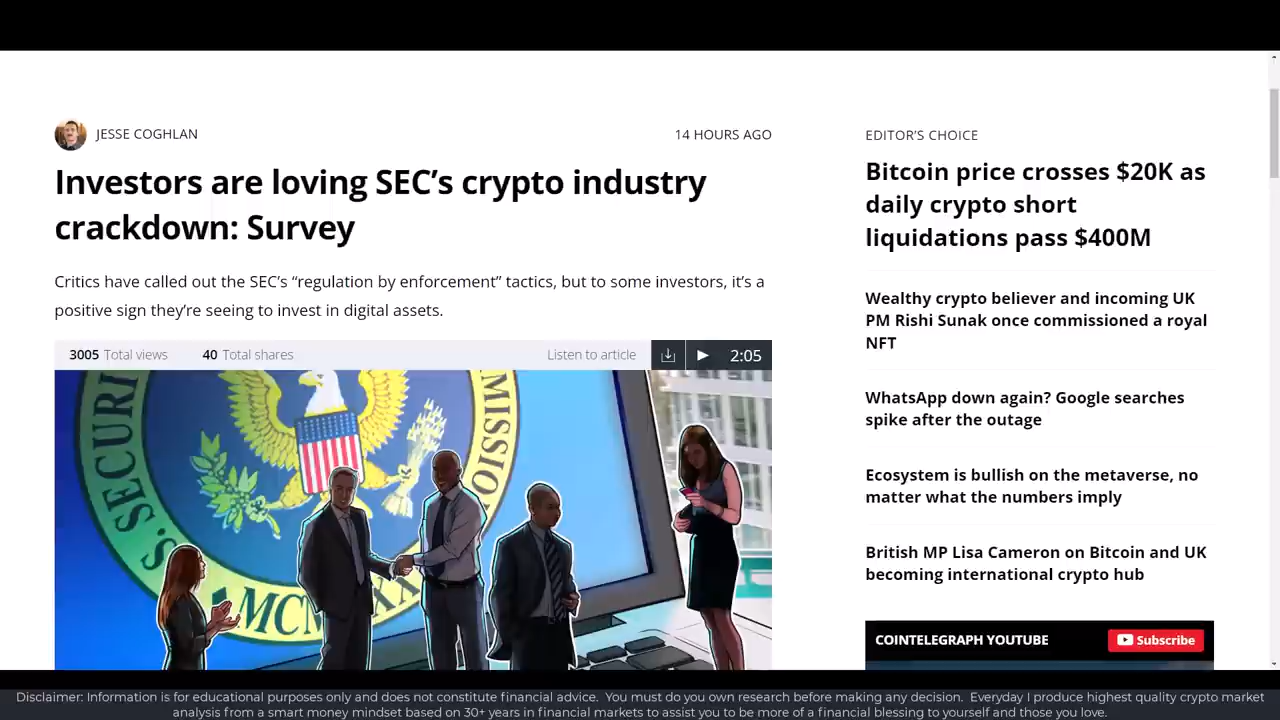 JESSE COGHLAN
14 HOURS AGO
Investors are loving SEC’s crypto industry
crackdown: Survey
Critics have called out the SEC’s “regulation by enforcement” tactics, but to some investors, it’s a
positive sign they’re seeing to invest in digital assets.
3005 Total views
40 Total shares
Listen to article
2:05
S. SECURI
MISSION
MCM
XXX
EDITOR’S CHOICE
Bitcoin price crosses $20K as
daily crypto short
liquidations pass $400M
Wealthy crypto believer and incoming UK
PM Rishi Sunak once commissioned a royal
NFT
WhatsApp down again? Google searches
spike after the outage
Ecosystem is bullish on the metaverse, no
matter what the numbers imply
British MP Lisa Cameron on Bitcoin and UK
becoming international crypto hub
COINTELEGRAPH YOUTUBE
Subscribe
Disclaimer: Information is for educational purposes only and does not constitute financial advice. You must do you own research before making any decision. Everyday I produce highest quality crypto market
analysis from a smart money mindset based on 30+ years in financial markets to assist you to be more of a financial blessing to yourself and those you love.